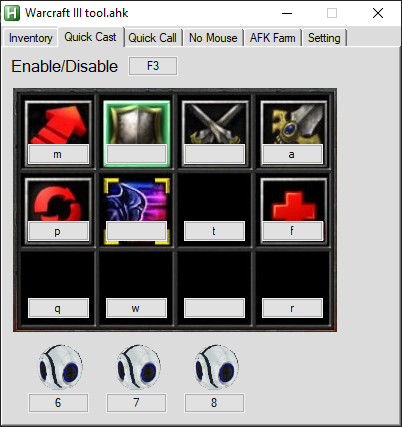 Warcraft III tool.ahk
Inventory Quick Cast Quick Call No Mouse AFK Farm Setting
Enable/Disable F3
m a
p t f
q w r
6 7 8